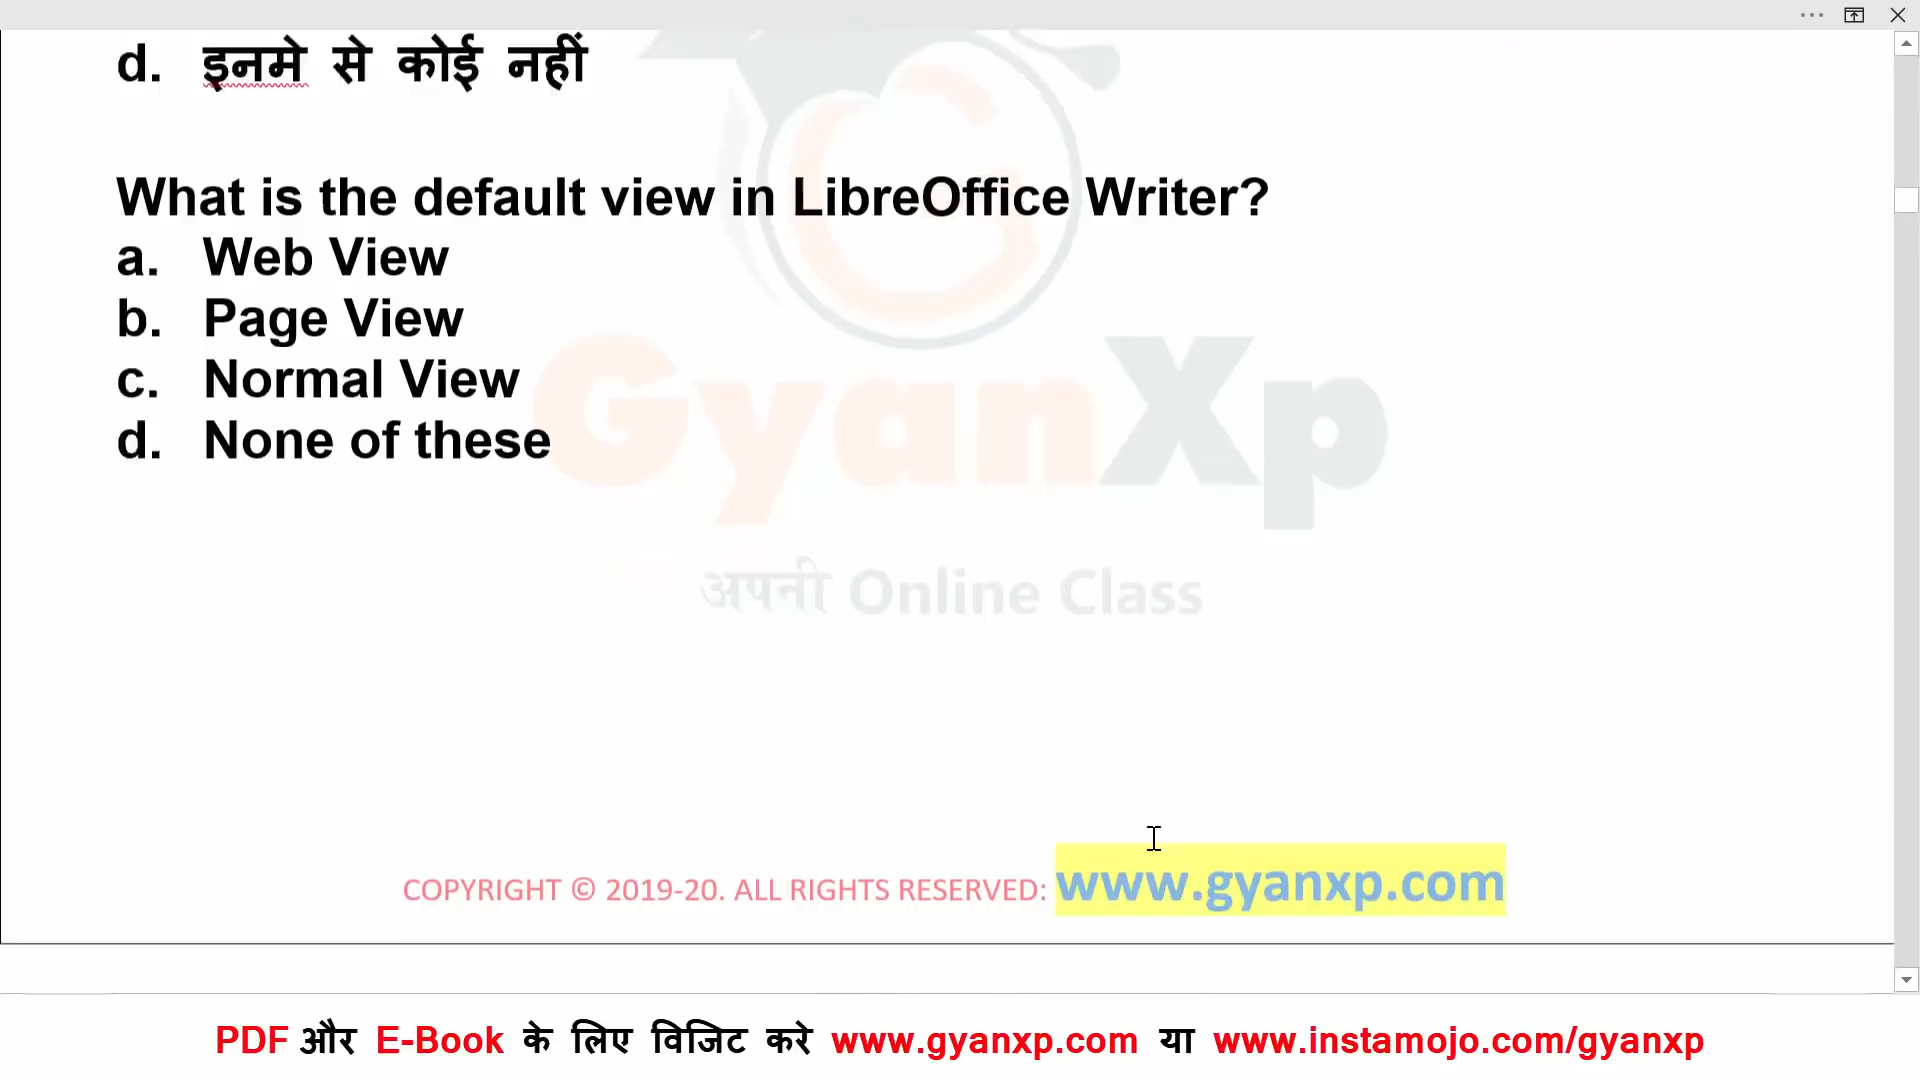 d. इनमे से कोई नहीं
What is the default view in LibreOffice Writer?
a. Web View
b. Page View
c. Normal View
d. None of these
GyanXp
अपनी Online Class
COPYRIGHT © 2019-20. ALL RIGHTS RESERVED: www.gyanxp.com
PDF और E-Book के लिए विजिट करे www.gyanxp.com या www.instamojo.com/gyanxp